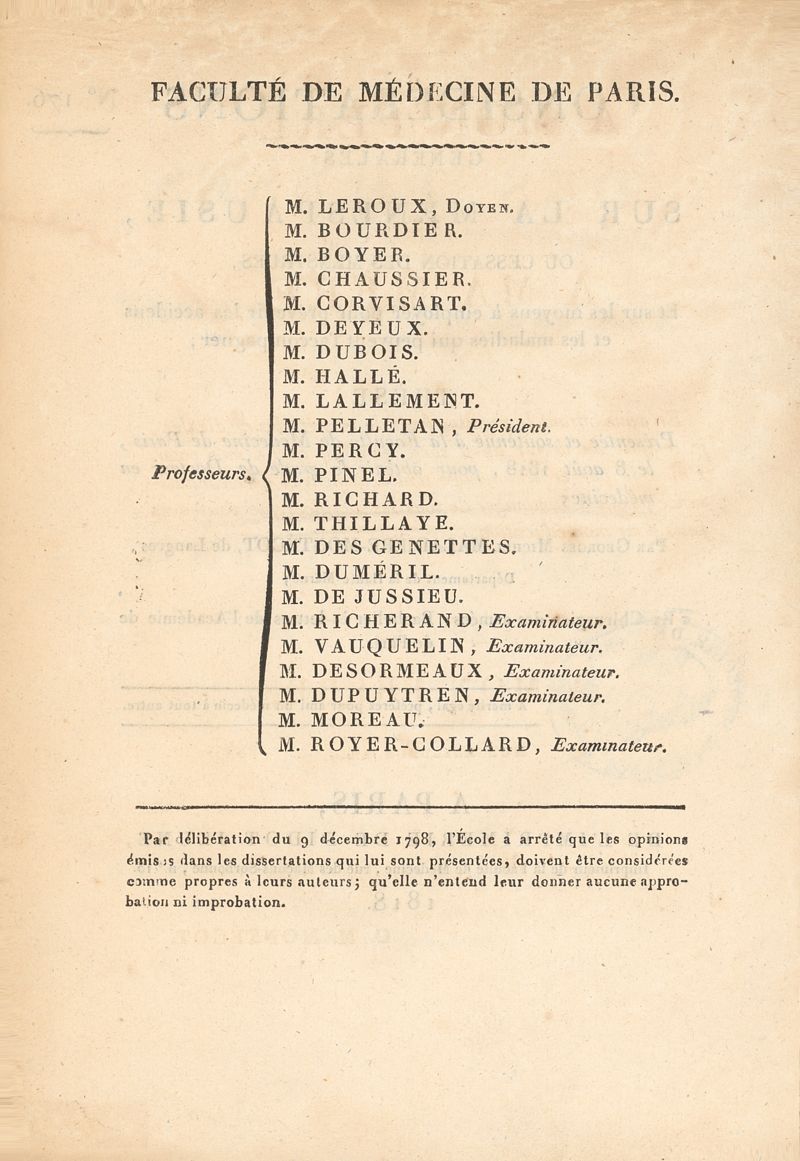 FACULTÉ DE MÉDECINE DE PARIS.
M. LEROUX, DOYEN.
M. BOURDIER.
M. BOYER.
M. CHAUSSIER.
M. CORVISART.
M. DEYEUX.
M. DUBOIS.
M. HALLÉ.
M. LALLEMENT.
M. PELLETAN, Président.
M. PERCY.
Professeurs. M. PINEL.
M. RICHARD.
M. THILLAYE.
M. DES GENETTES.
M. DUMÉRIL.
M. DE JUSSIEU.
M. RICHERAND, Examinateur.
M. VAUQUELIN, Examinateur.
M. DESORMEAUX, Examinateur.
M. DUPUYTREN, Examinateur.
M. MOREAU.
M. ROYER-COLLARD, Examinateur.
Par délibération du 9 décembre 1798, l'École a arrêté que les opinions
émises dans les dissertations qui lui sont présentées, doivent être considérées
comme propres à leurs auteurs; qu'elle n'entend leur donner aucune appro-
bation ni improbation.